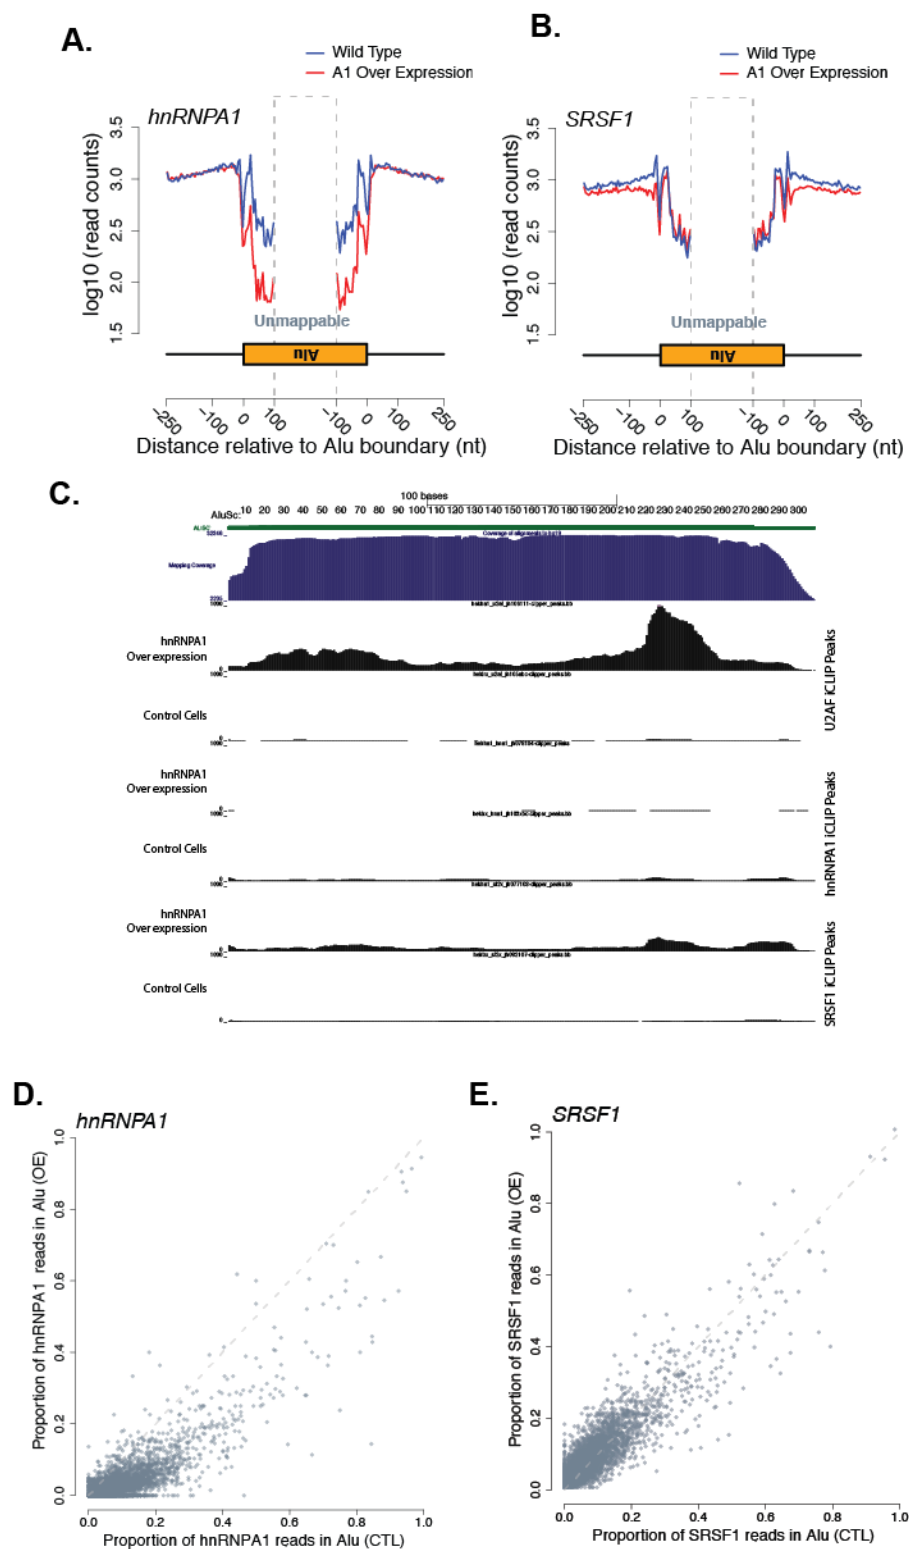 A.
Wild Type
A1 Over Expression
hnRNPA1
log10 (read counts)
3.5
3.0
2.5
2.0
1.5
Unmappable
Alu
-250
-100
0
100
-100
0
100
250
Distance relative to Alu boundary (nt)
B.
Wild Type
A1 Over Expression
SRSF1
log10 (read counts)
3.5
3.0
2.5
2.0
1.5
Unmappable
Alu
-250
-100
0
100
-100
0
100
250
Distance relative to Alu boundary (nt)
C.
100 bases
AluSc: 10 20 30 40 50 60 70 80 90 100 110 120 130 140 150 160 170 180 190 200 210 220 230 240 250 260 270 280 290 300
Mapping Coverage
hnRNPA1
Over expression
Control Cells
U2AF iCLIP Peaks
hnRNPA1
Over expression
Control Cells
hnRNPA1 iCLIP Peaks
hnRNPA1
Over expression
Control Cells
SRSF1 iCLIP Peaks
D.
hnRNPA1
Proportion of hnRNPA1 reads in Alu (OE)
1.0
0.8
0.6
0.4
0.2
0.0
0.0 0.2 0.4 0.6 0.8 1.0
Proportion of hnRNPA1 reads in Alu (CTL)
E.
SRSF1
Proportion of SRSF1 reads in Alu (OE)
1.0
0.8
0.6
0.4
0.2
0.0
0.0 0.2 0.4 0.6 0.8 1.0
Proportion of SRSF1 reads in Alu (CTL)